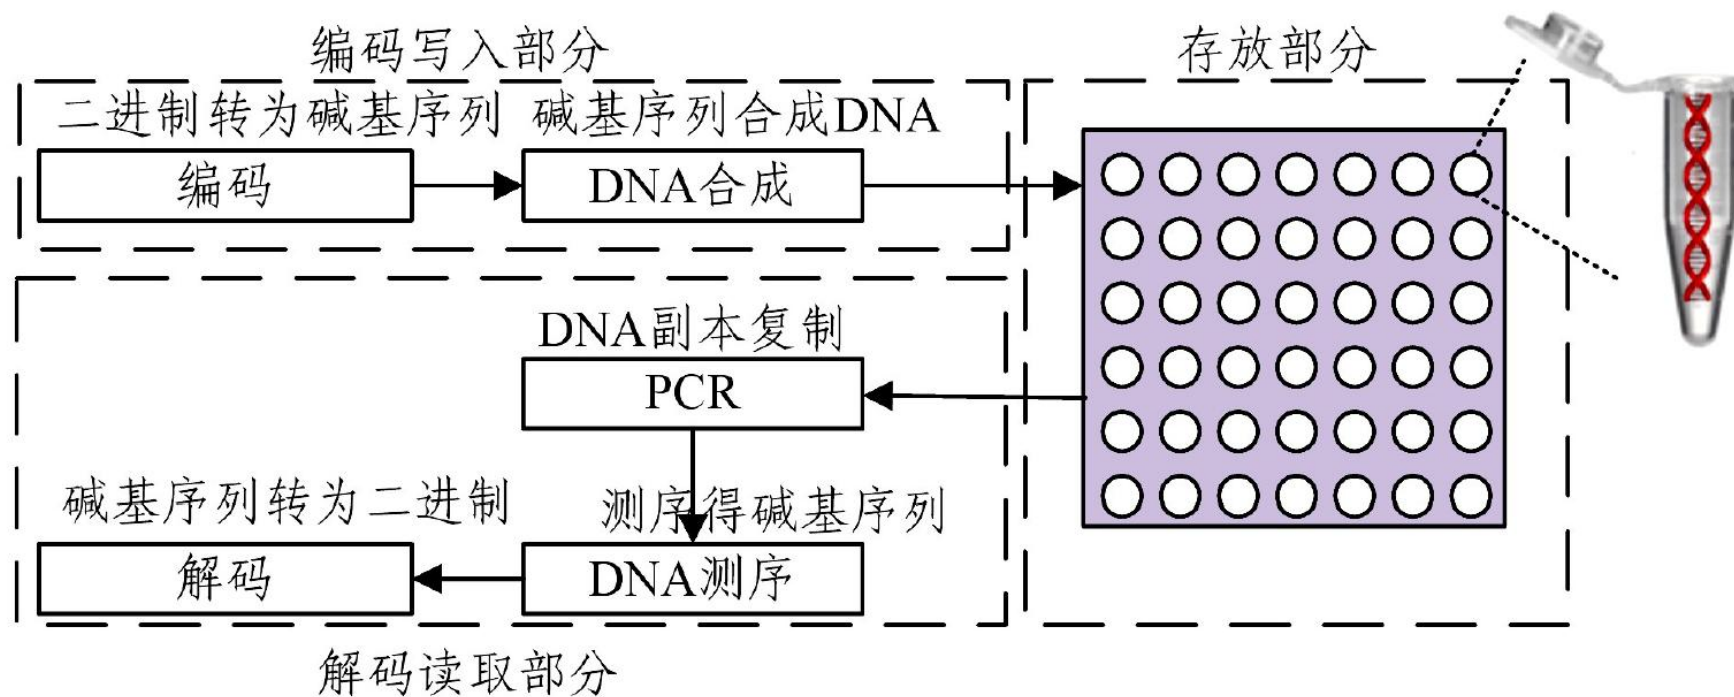 编码写入部分
存放部分
二进制转为碱基序列 碱基序列合成DNA
编码
DNA合成
DNA副本复制
PCR
碱基序列转为二进制
测序得碱基序列
解码
DNA测序
解码读取部分